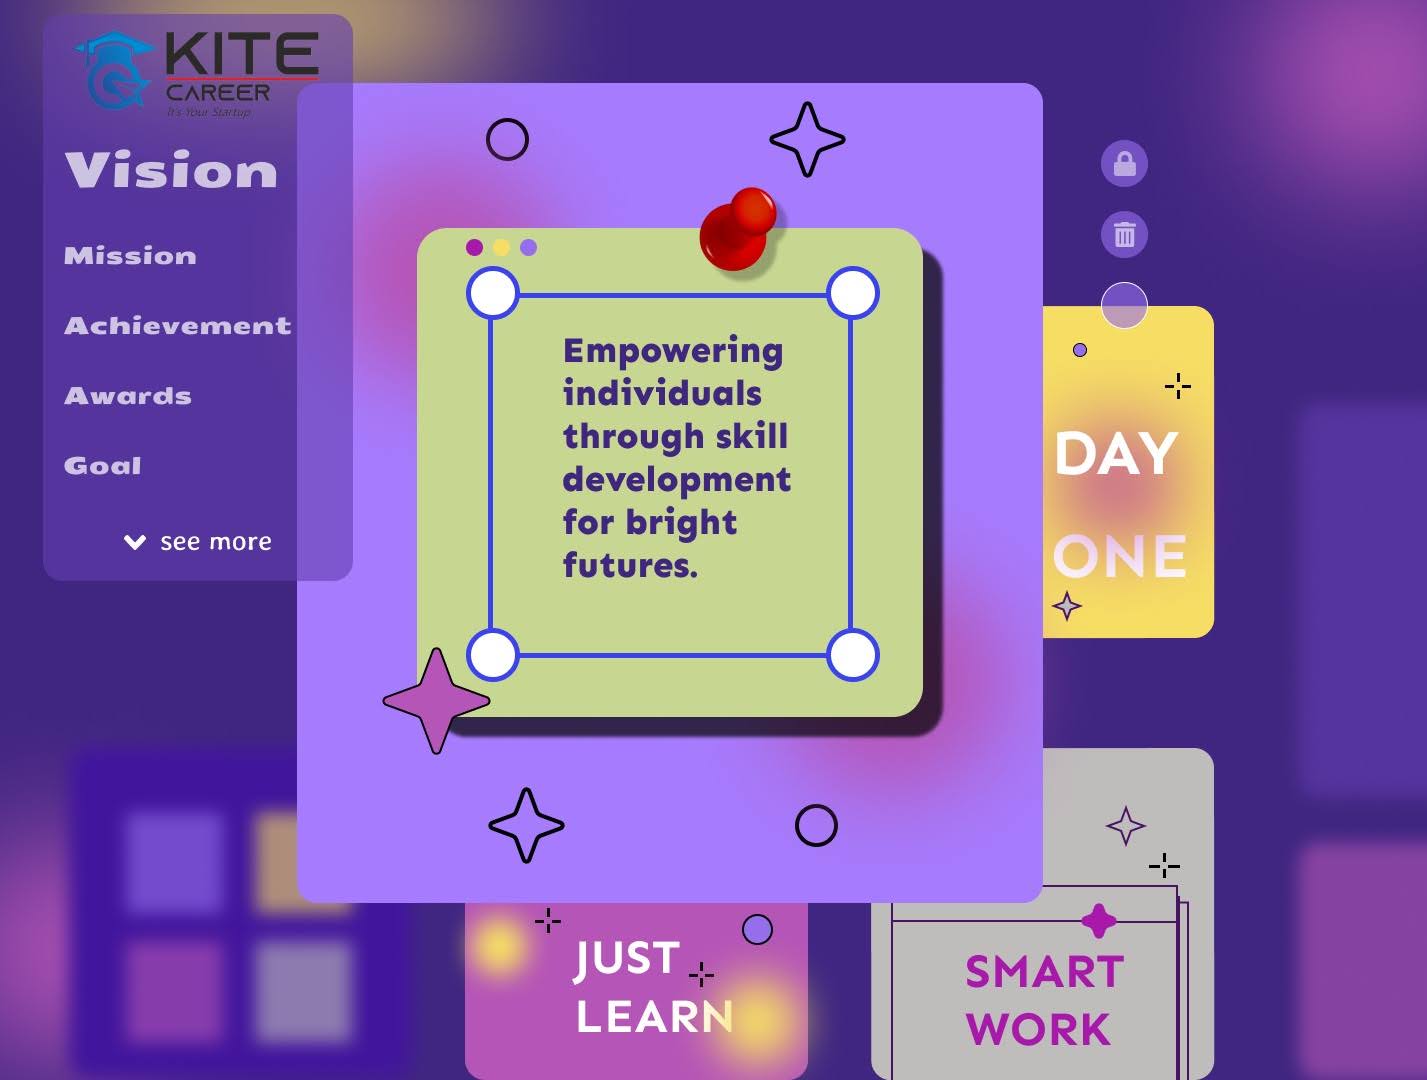 KITE
CAREER
It's Your Startup
Vision
Mission
Achievement
Awards
Goal
see more
Empowering
individuals
through skill
development
for bright
futures.
DAY
ONE
JUST
LEARN
SMART
WORK